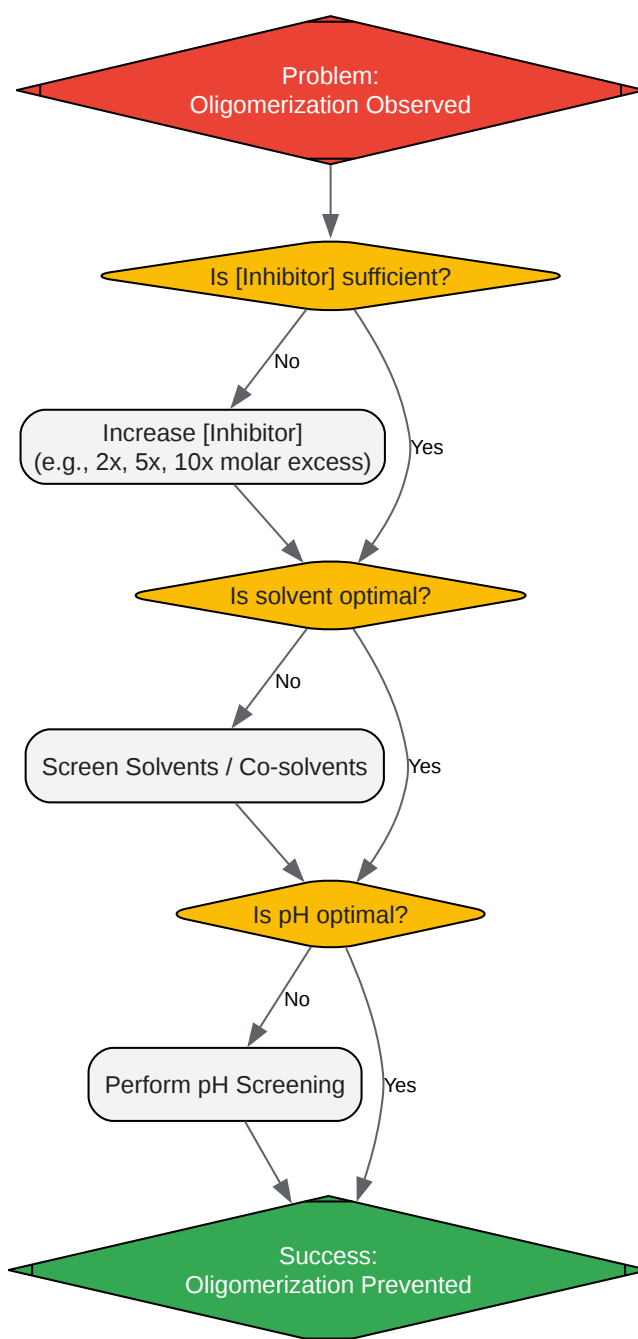 Problem:
Oligomerization Observed
Is [Inhibitor] sufficient?
No
Increase [Inhibitor]
(e.g., 2x, 5x, 10x molar excess)
Yes
Is solvent optimal?
No
Screen Solvents / Co-solvents
Yes
Is pH optimal?
No
Perform pH Screening
Yes
Success:
Oligomerization Prevented